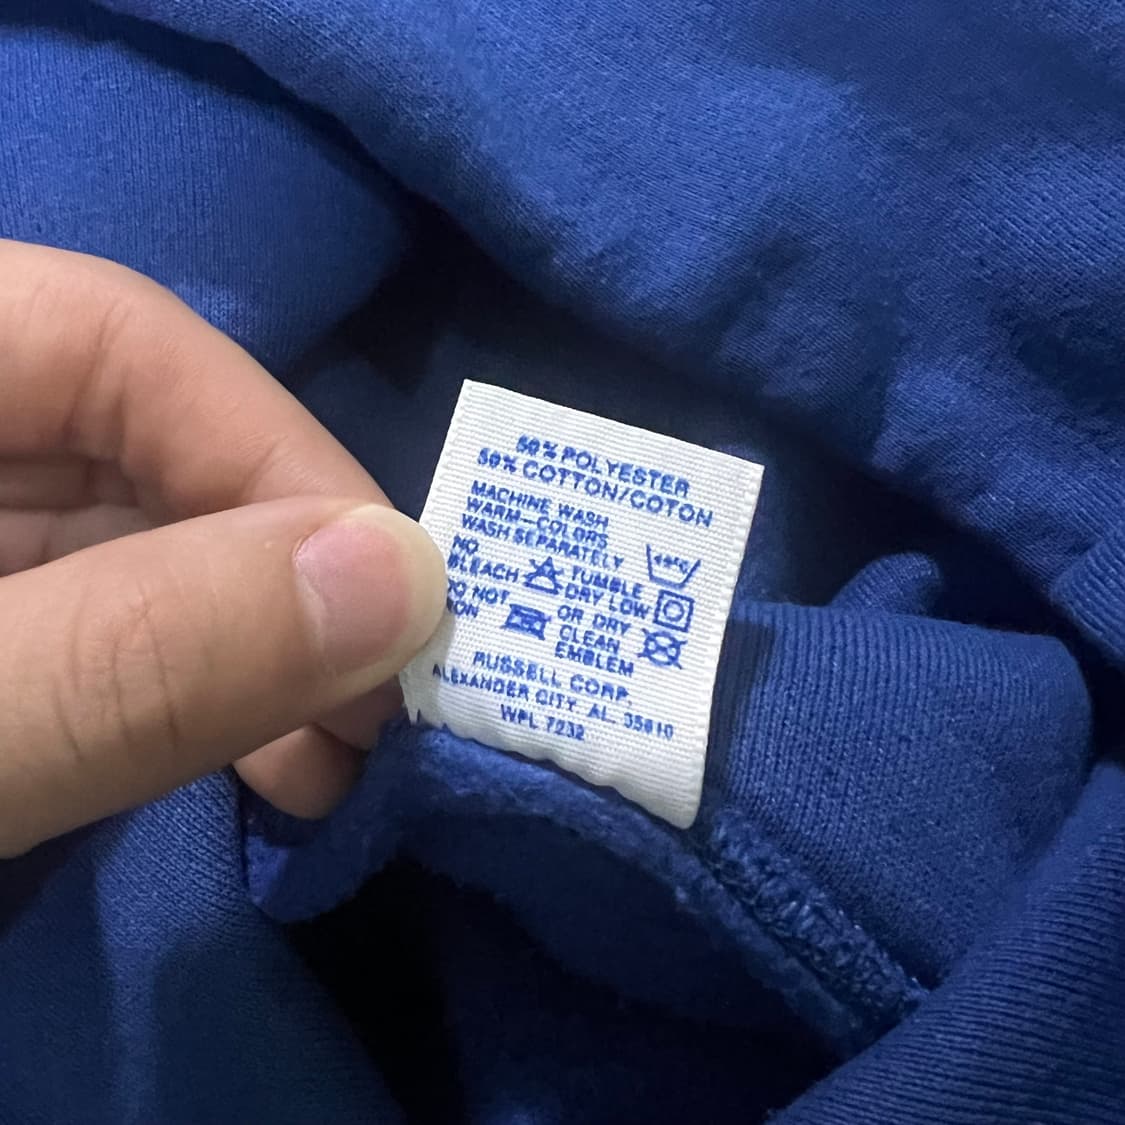 50% POLYESTER
50% COTTON/COTON
MACHINE WASH
WARM—COLORS
WASH SEPARATELY
NO
BLEACH
TUMBLE
DRY LOW
DO NOT
IRON
OR DRY
CLEAN
EMBLEM
RUSSELL CORP.
ALEXANDER CITY, AL. 35010
WPL 7232